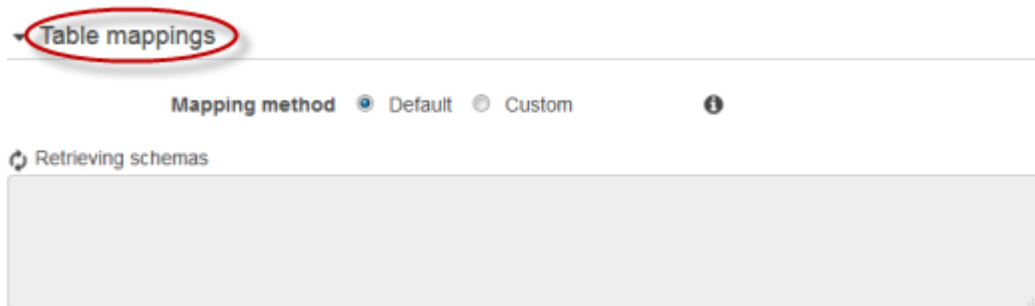 Table mappings
Mapping method Default Custom
Retrieving schemas